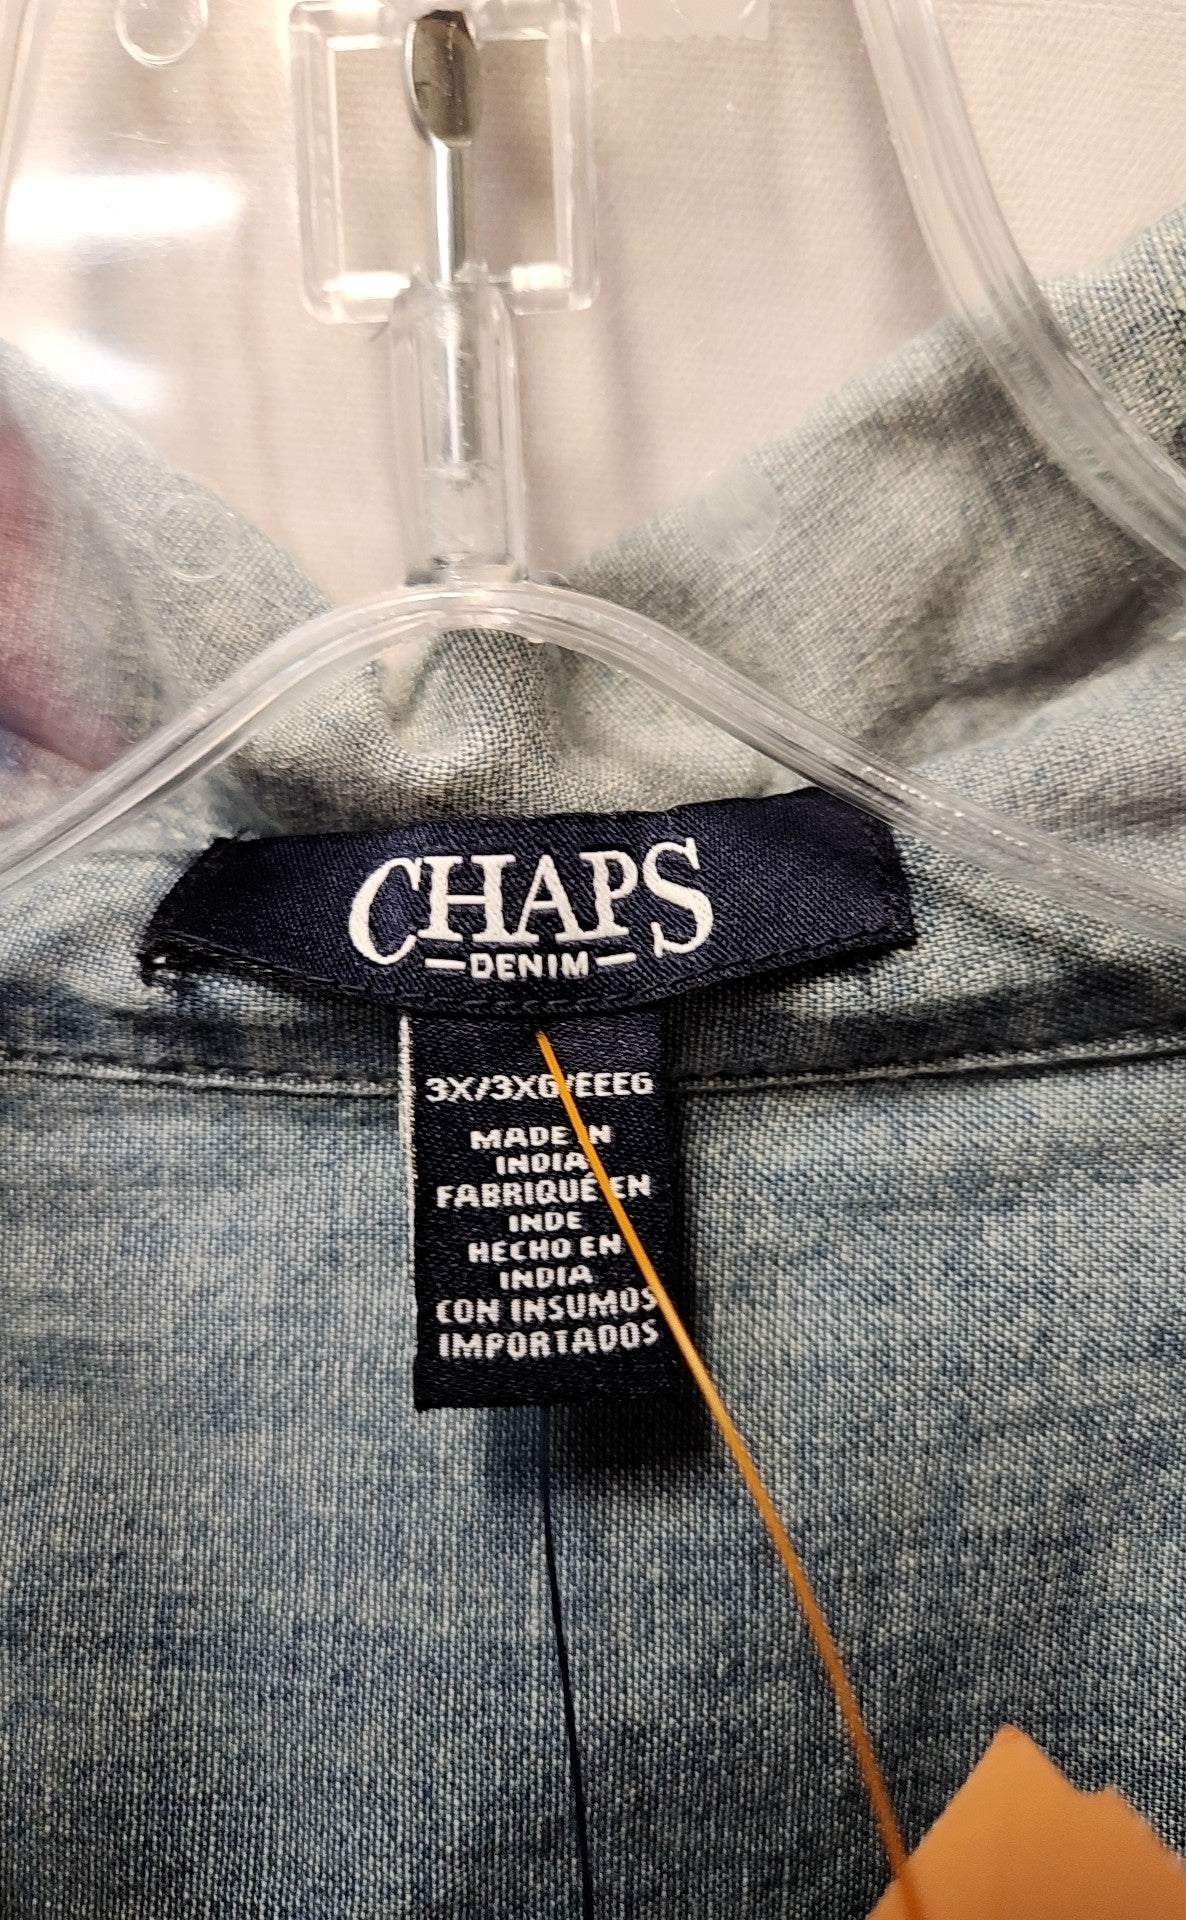 CHAPS
—DENIM—
3X/3XG/EEEG
MADE IN
INDIA
FABRIQUÉ EN
INDE
HECHO EN
INDIA
CON INSUMOS
IMPORTADOS